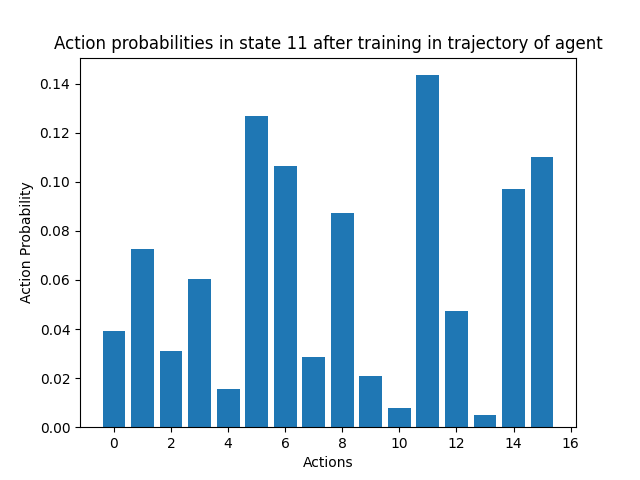 Action probabilities in state 11 after training in trajectory of agent
0.14
0.12
0.10
0.08
0.06
0.04
0.02
0.00
Action Probability
0 2 4 6 8 10 12 14 16
Actions